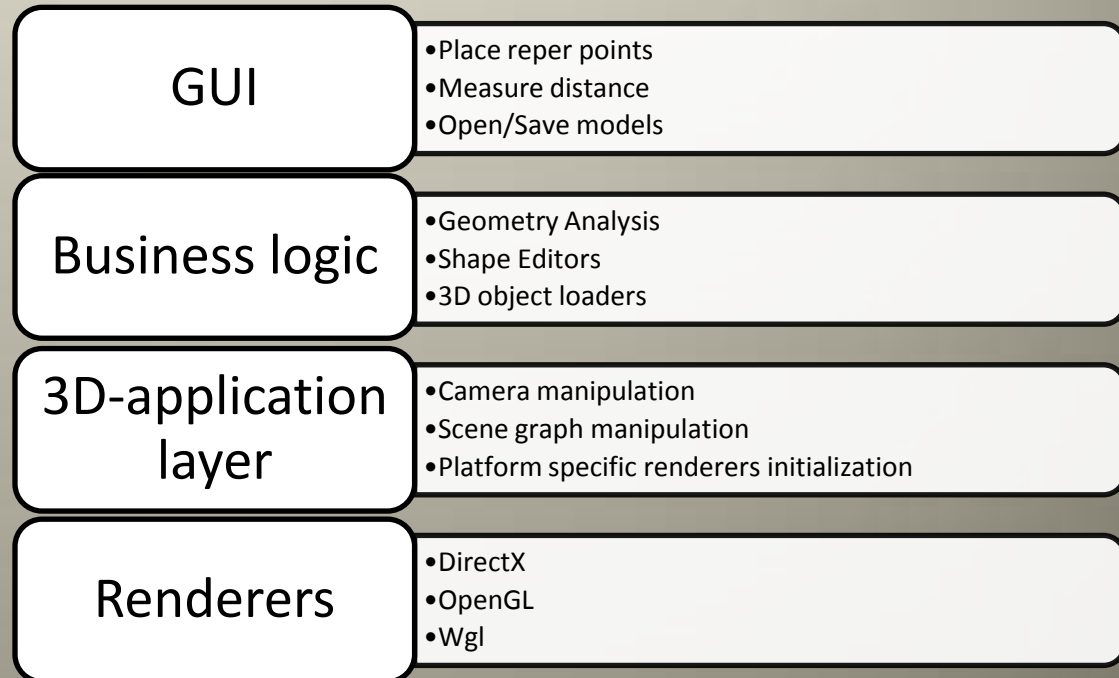 GUI
•Place reper points
•Measure distance
•Open/Save models
Business logic
•Geometry Analysis
•Shape Editors
•3D object loaders
3D-application
layer
•Camera manipulation
•Scene graph manipulation
•Platform specific renderers initialization
Renderers
•DirectX
•OpenGL
•Wgl